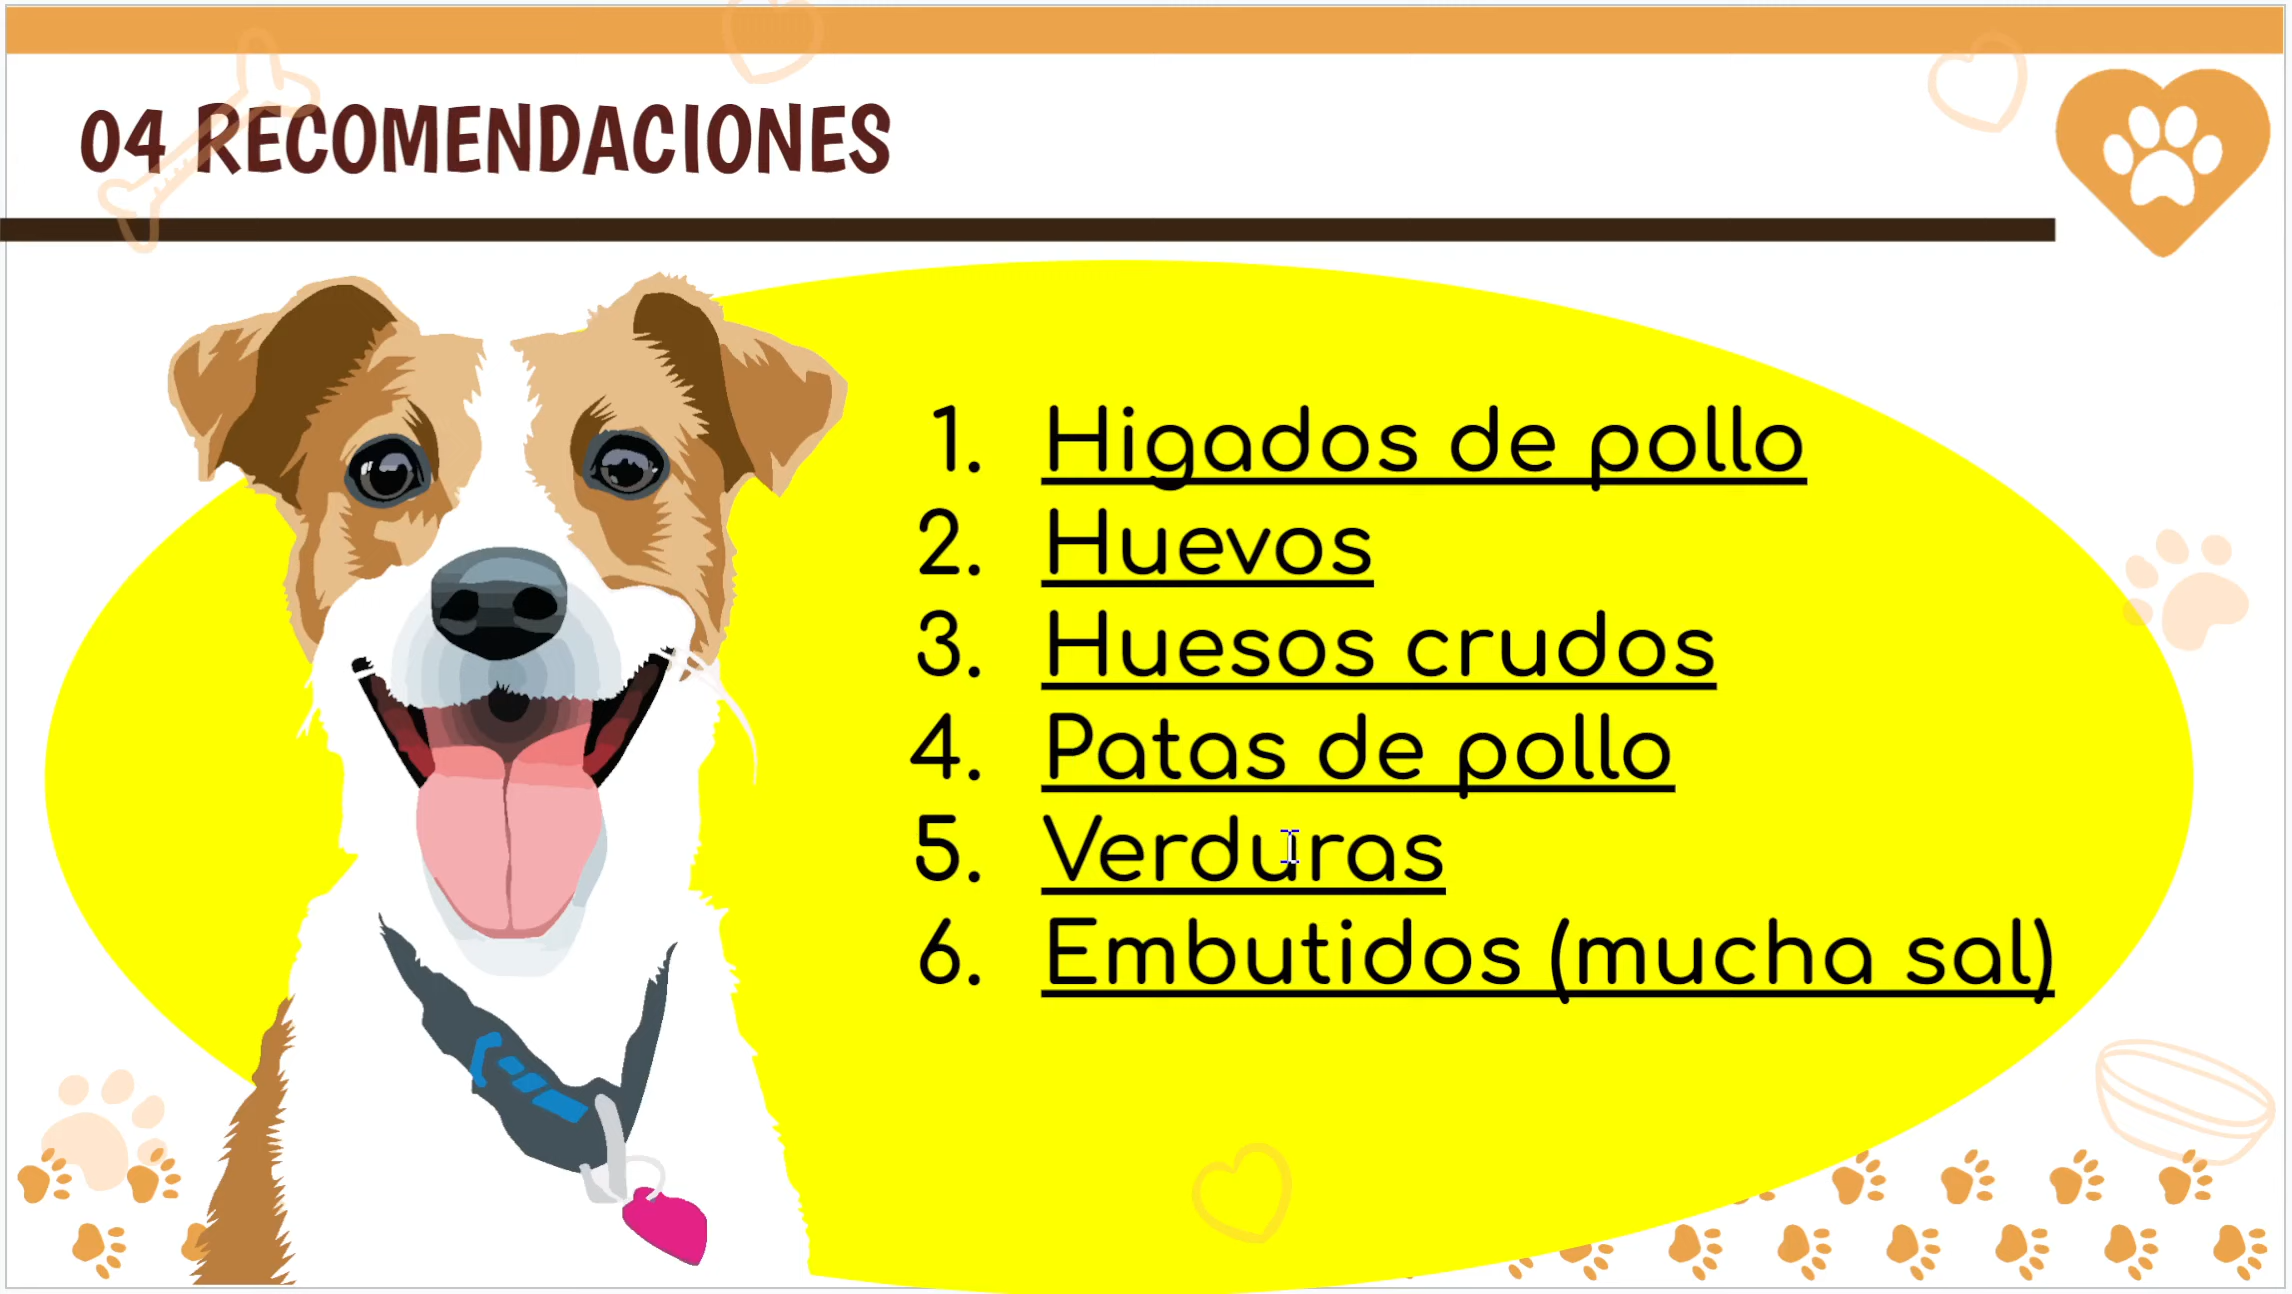 04 RECOMENDACIONES
1. Higados de pollo
2. Huevos
3. Huesos crudos
4. Patas de pollo
5. Verduras
6. Embutidos (mucha sal)